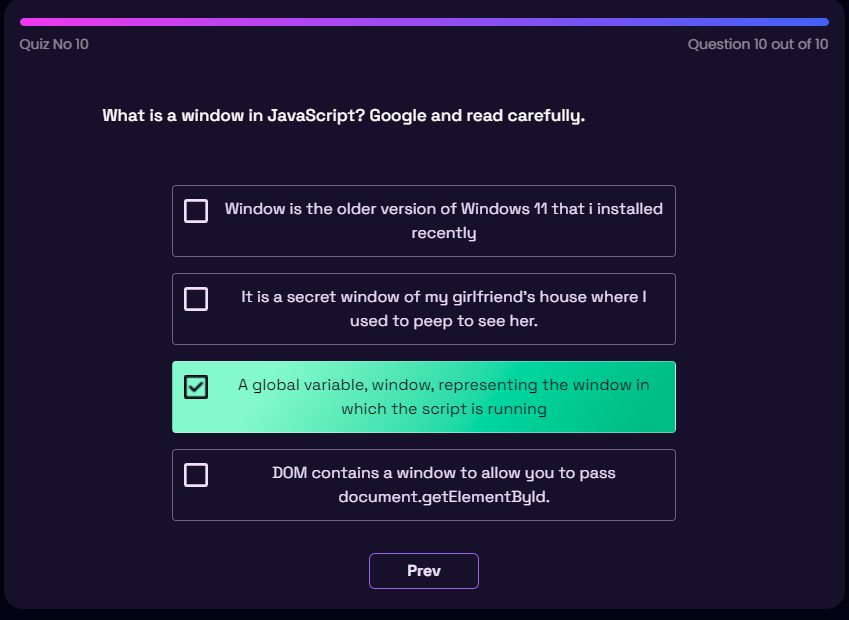 Quiz No 10
Question 10 out of 10
What is a window in JavaScript? Google and read carefully.
Window is the older version of Windows 11 that i installed
recently
It is a secret window of my girlfriend's house where I
used to peep to see her.
A global variable, window, representing the window in
which the script is running
DOM contains a window to allow you to pass
document.getElementById.
Prev